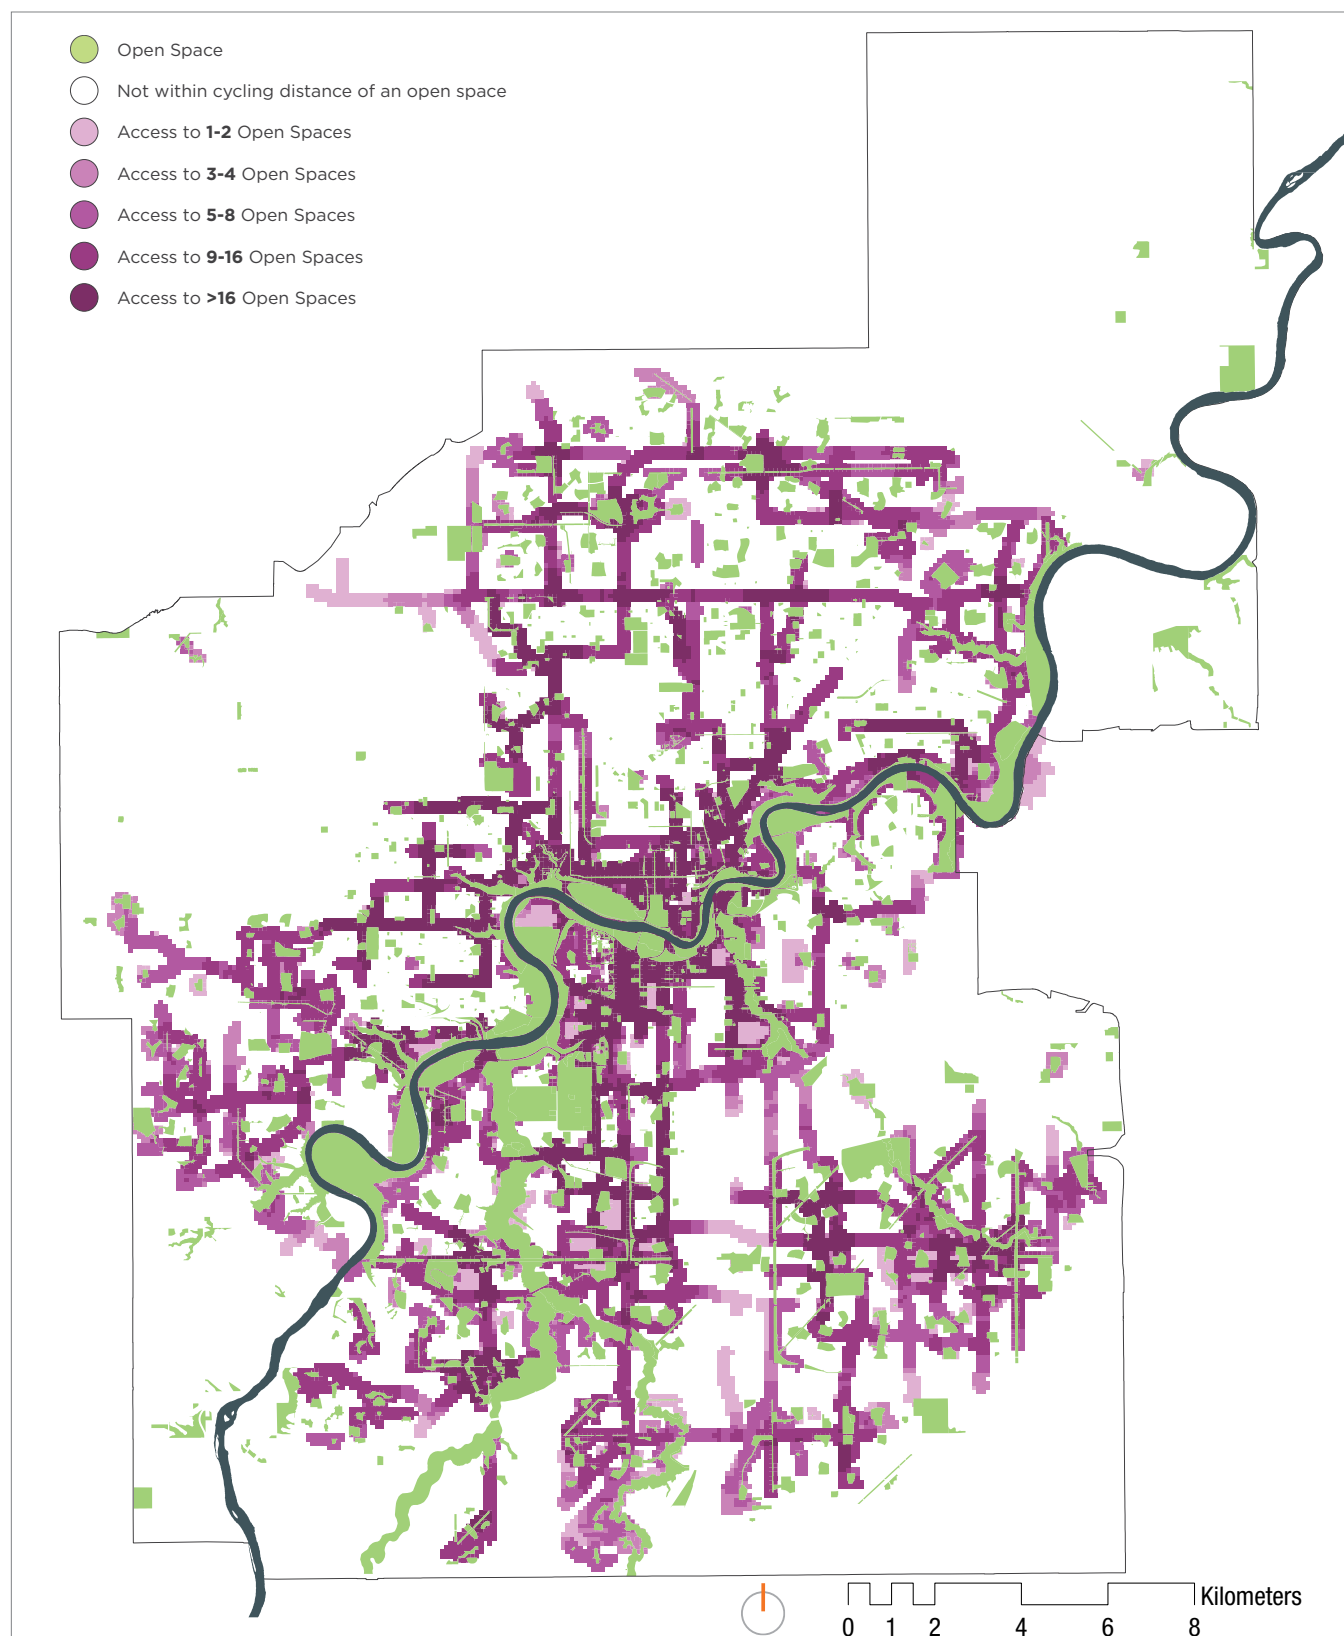 Open Space
Not within cycling distance of an open space
Access to 1-2 Open Spaces
Access to 3-4 Open Spaces
Access to 5-8 Open Spaces
Access to 9-16 Open Spaces
Access to >16 Open Spaces
Kilometers
0 1 2 4 6 8